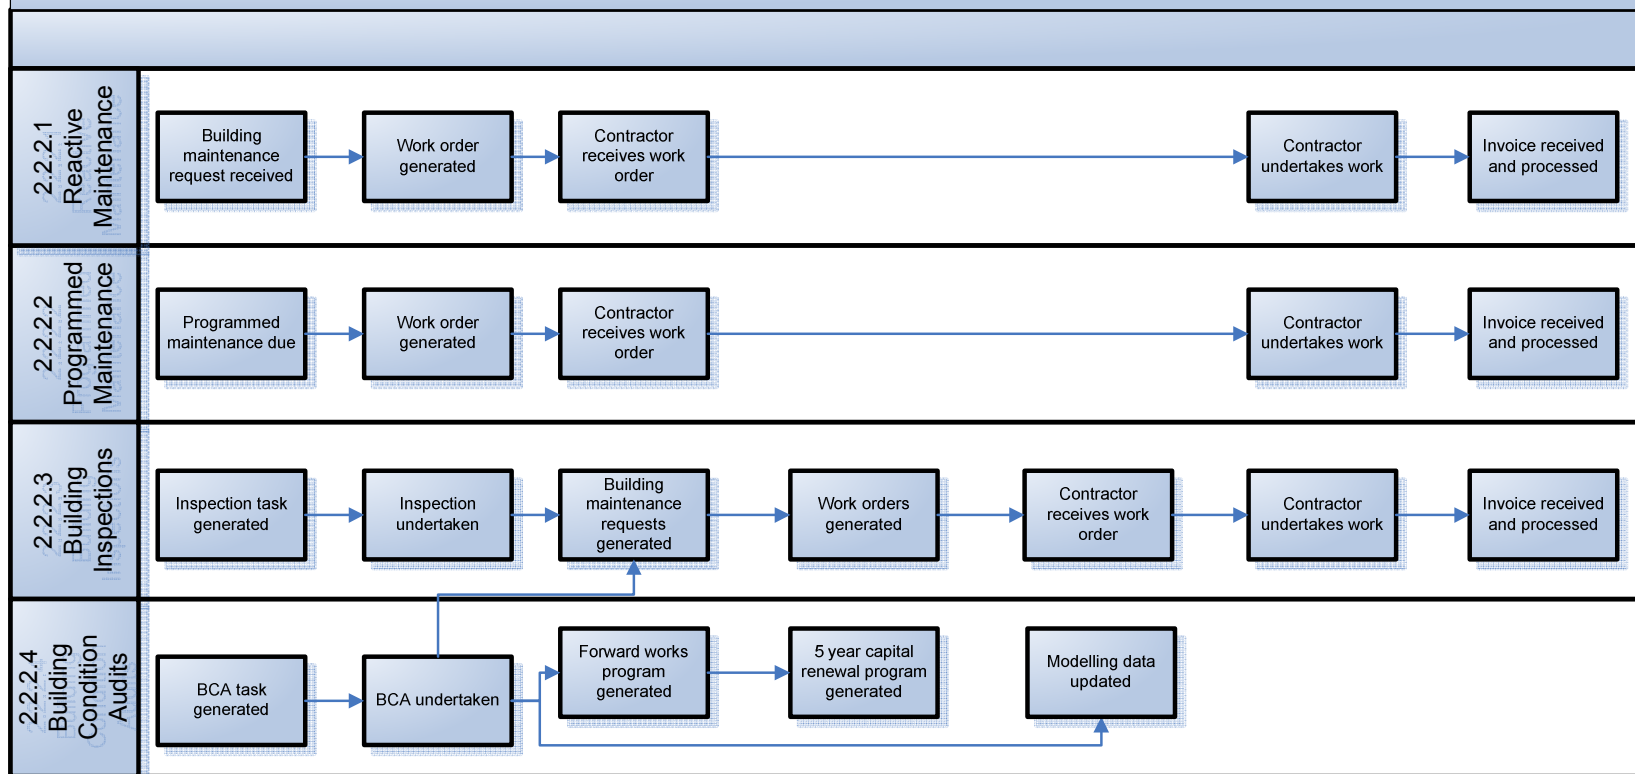 2.2.2.1
Reactive
Maintenance
Building
maintenance
request received
Work order
generated
Contractor
receives work
order
Contractor
undertakes work
Invoice received
and processed
2.2.2.2
Programmed
Maintenance
Programmed
maintenance due
Work order
generated
Contractor
receives work
order
Contractor
undertakes work
Invoice received
and processed
2.2.2.3
Building
Inspections
Inspection task
generated
Inspection
undertaken
Building
maintenance
requests
generated
Work orders
generated
Contractor
receives work
order
Contractor
undertakes work
Invoice received
and processed
2.2.2.4
Building
Condition
Audits
BCA task
generated
BCA undertaken
Forward works
program
generated
5 year capital
renewal program
generated
Modelling data
updated